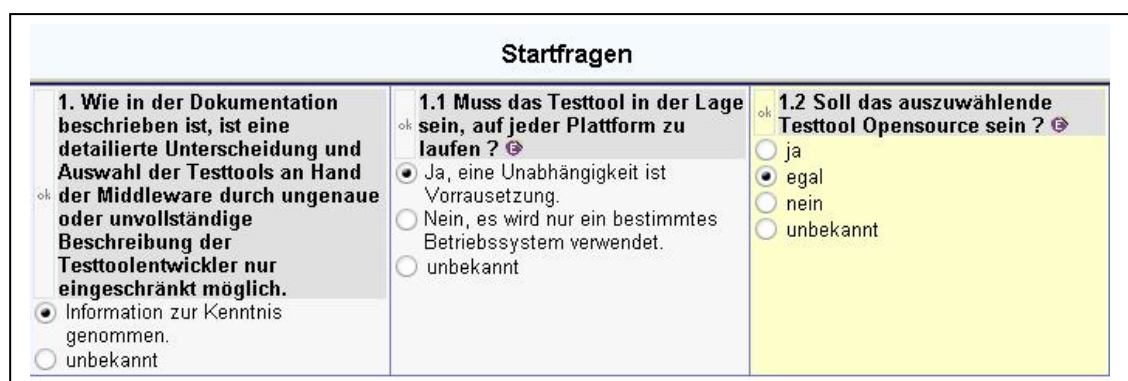 Startfragen
1. Wie in der Dokumentation
beschrieben ist, ist eine
detailierte Unterscheidung und
Auswahl der Testtools an Hand
ok der Middleware durch ungenaue
oder unvollständige
Beschreibung der
Testtoolentwickler nur
eingeschränkt möglich.
Information zur Kenntnis
genommen.
unbekannt
1.1 Muss das Testtool in der Lage
ok sein, auf jeder Plattform zu
laufen ? E
Ja, eine Unabhängigkeit ist
Vorrausetzung.
Nein, es wird nur ein bestimmtes
Betriebssystem verwendet.
unbekannt
ok 1.2 Soll das auszuwählende
Testtool Opensource sein ? E
ja
egal
nein
unbekannt